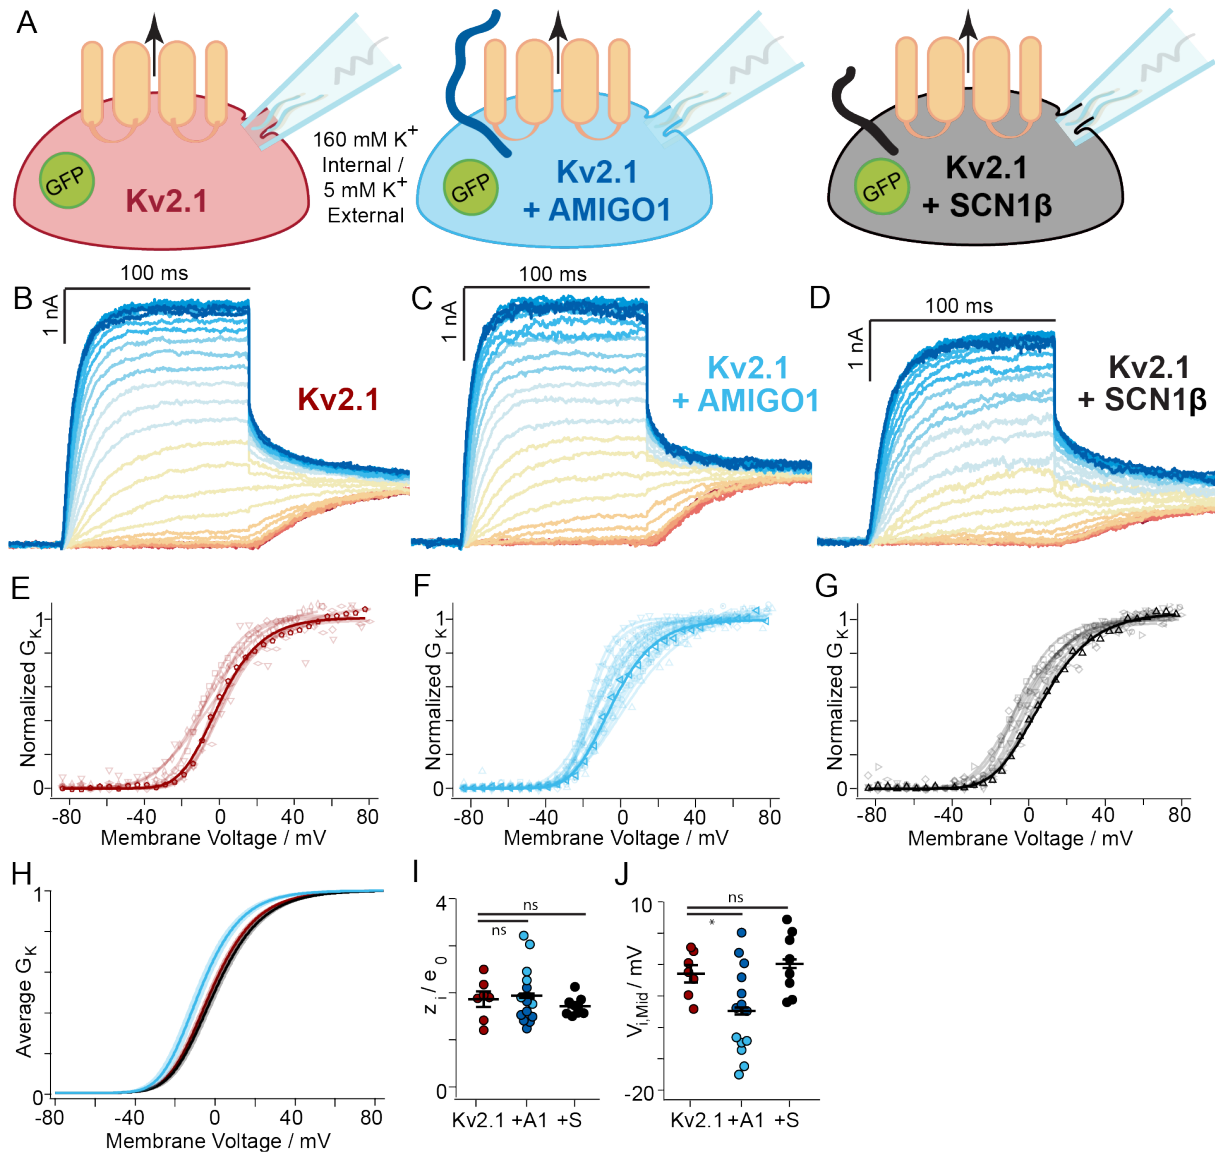 A
GFP
Kv2.1
160 mM K+
Internal /
5 mM K+
External
GFP
Kv2.1
+ AMIGO1
GFP
Kv2.1
+ SCN1β
B
100 ms
1 nA
Kv2.1
C
100 ms
1 nA
Kv2.1
+ AMIGO1
D
100 ms
1 nA
Kv2.1
+ SCN1β
E
Normalized GK
1
0
-80
-40
0
40
80
Membrane Voltage / mV
F
Normalized GK
1
0
-80
-40
0
40
80
Membrane Voltage / mV
G
Normalized GK
1
0
-80
-40
0
40
80
Membrane Voltage / mV
H
Average GK
1
0
-80
-40
0
40
80
Membrane Voltage / mV
I
zi / e0
4
0
ns
ns
Kv2.1 +A1 +S
J
Vi,Mid / mV
10
-20
ns
*
Kv2.1 +A1 +S